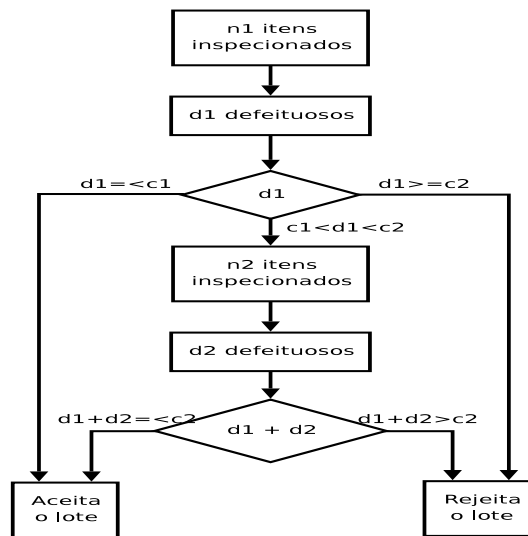 n1 itens
inspecionados
d1 defeituosos
d1=<c1
d1
d1>=c2
c1<d1<c2
n2 itens
inspecionados
d2 defeituosos
d1+d2=<c2
d1 + d2
d1+d2>c2
Aceita
o lote
Rejeita
o lote